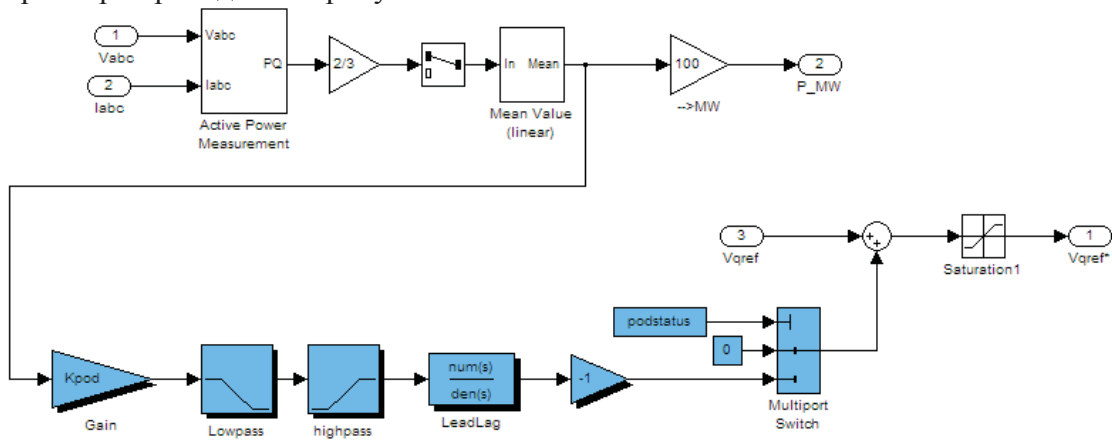 1
Vabc
2
Iabc
Vabc
Iabc
PQ
Active Power
Measurement
2/3
In Mean
Mean Value
(linear)
100
-->MW
2
P_MW
3
Vqref
Saturation1
1
Vqref*
podstatus
0
Multiport
Switch
Kpod
Gain
Lowpass
highpass
num(s)
den(s)
LeadLag
-1